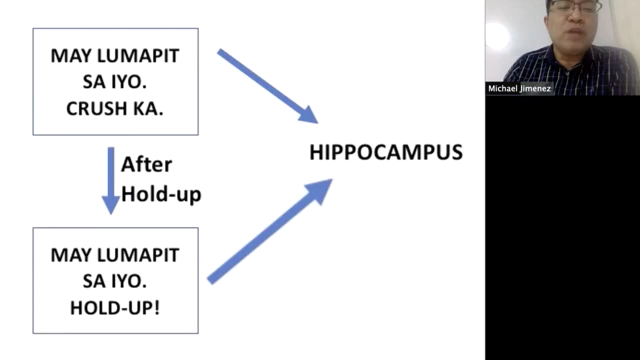 MAY LUMAPIT
SA IYO.
CRUSH KA.
After
Hold-up
HIPPOCAMPUS
MAY LUMAPIT
SA IYO.
HOLD-UP!
Michael Jimenez